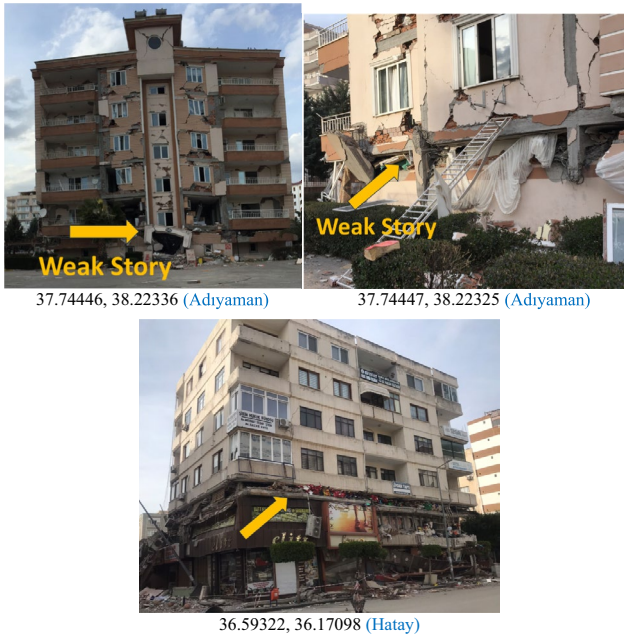 Weak Story
Weak Story
37.74446, 38.22336 (Adıyaman)
37.74447, 38.22325 (Adıyaman)
36.59322, 36.17098 (Hatay)